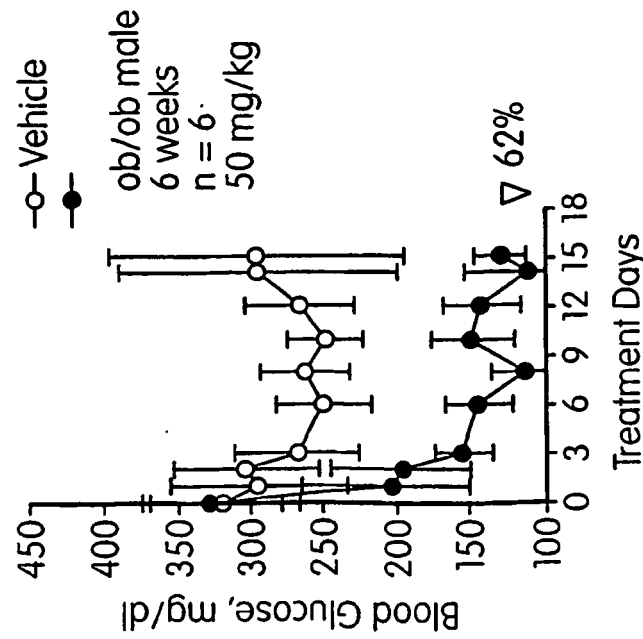 Vehicle
ob/ob male
6 weeks
n = 6
50 mg/kg
Blood Glucose, mg/dl
450
400
350
300
250
200
150
100
0
3
6
9
12
15
18
Treatment Days
▽ 62%